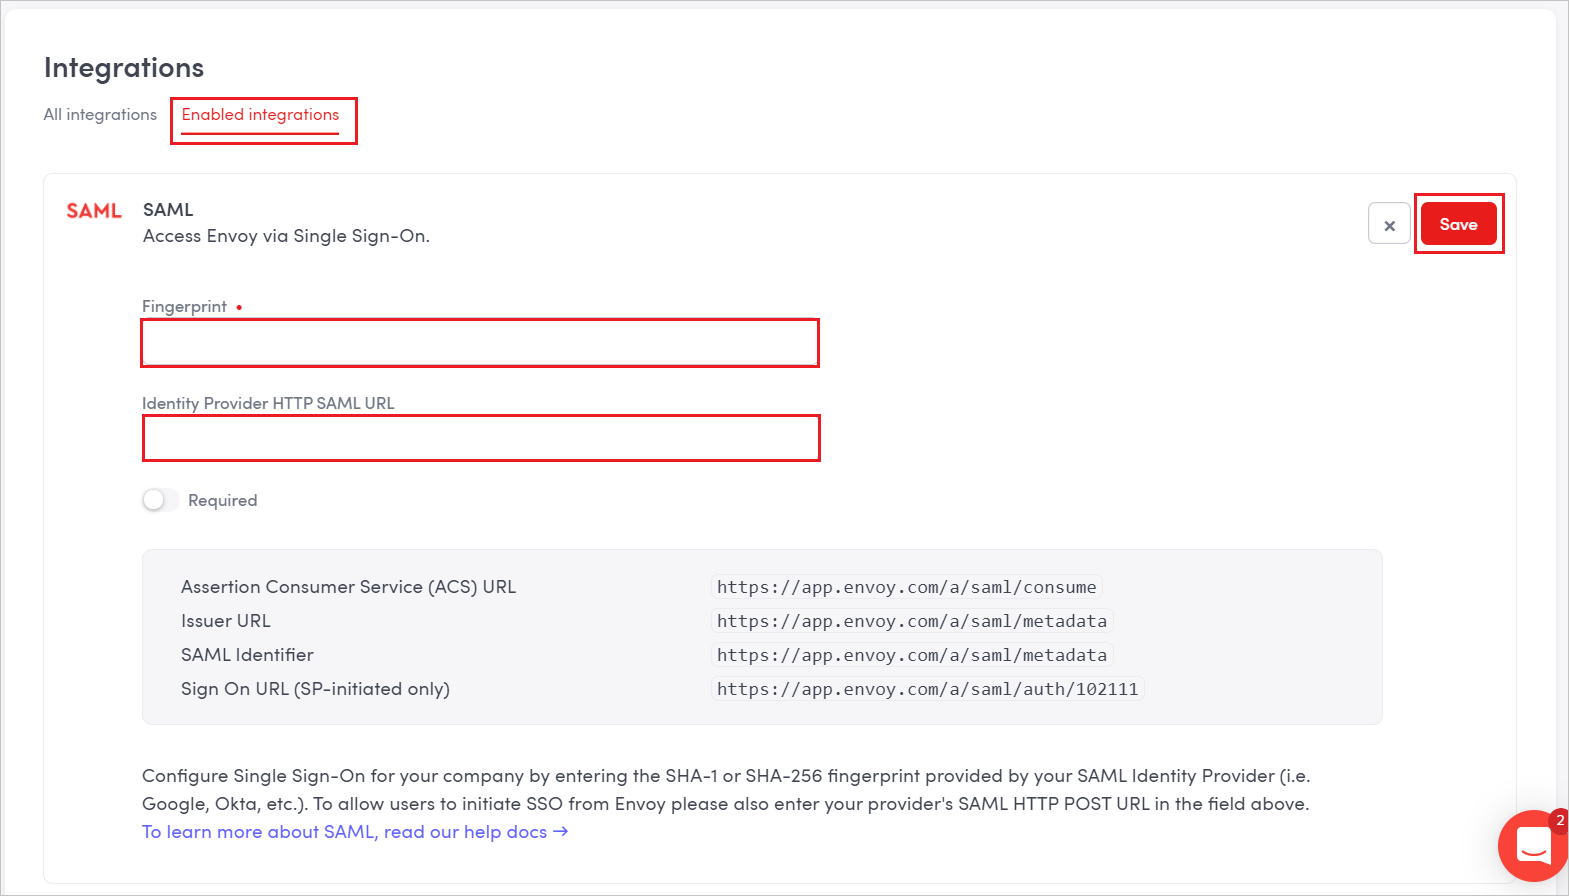 Integrations
All integrations Enabled integrations
SAML SAML
Access Envoy via Single Sign-On.
× Save
Fingerprint •
Identity Provider HTTP SAML URL
Required
Assertion Consumer Service (ACS) URL https://app.envoy.com/a/saml/consume
Issuer URL https://app.envoy.com/a/saml/metadata
SAML Identifier https://app.envoy.com/a/saml/metadata
Sign On URL (SP-initiated only) https://app.envoy.com/a/saml/auth/102111
Configure Single Sign-On for your company by entering the SHA-1 or SHA-256 fingerprint provided by your SAML Identity Provider (i.e.
Google, Okta, etc.). To allow users to initiate SSO from Envoy please also enter your provider's SAML HTTP POST URL in the field above.
To learn more about SAML, read our help docs →
2